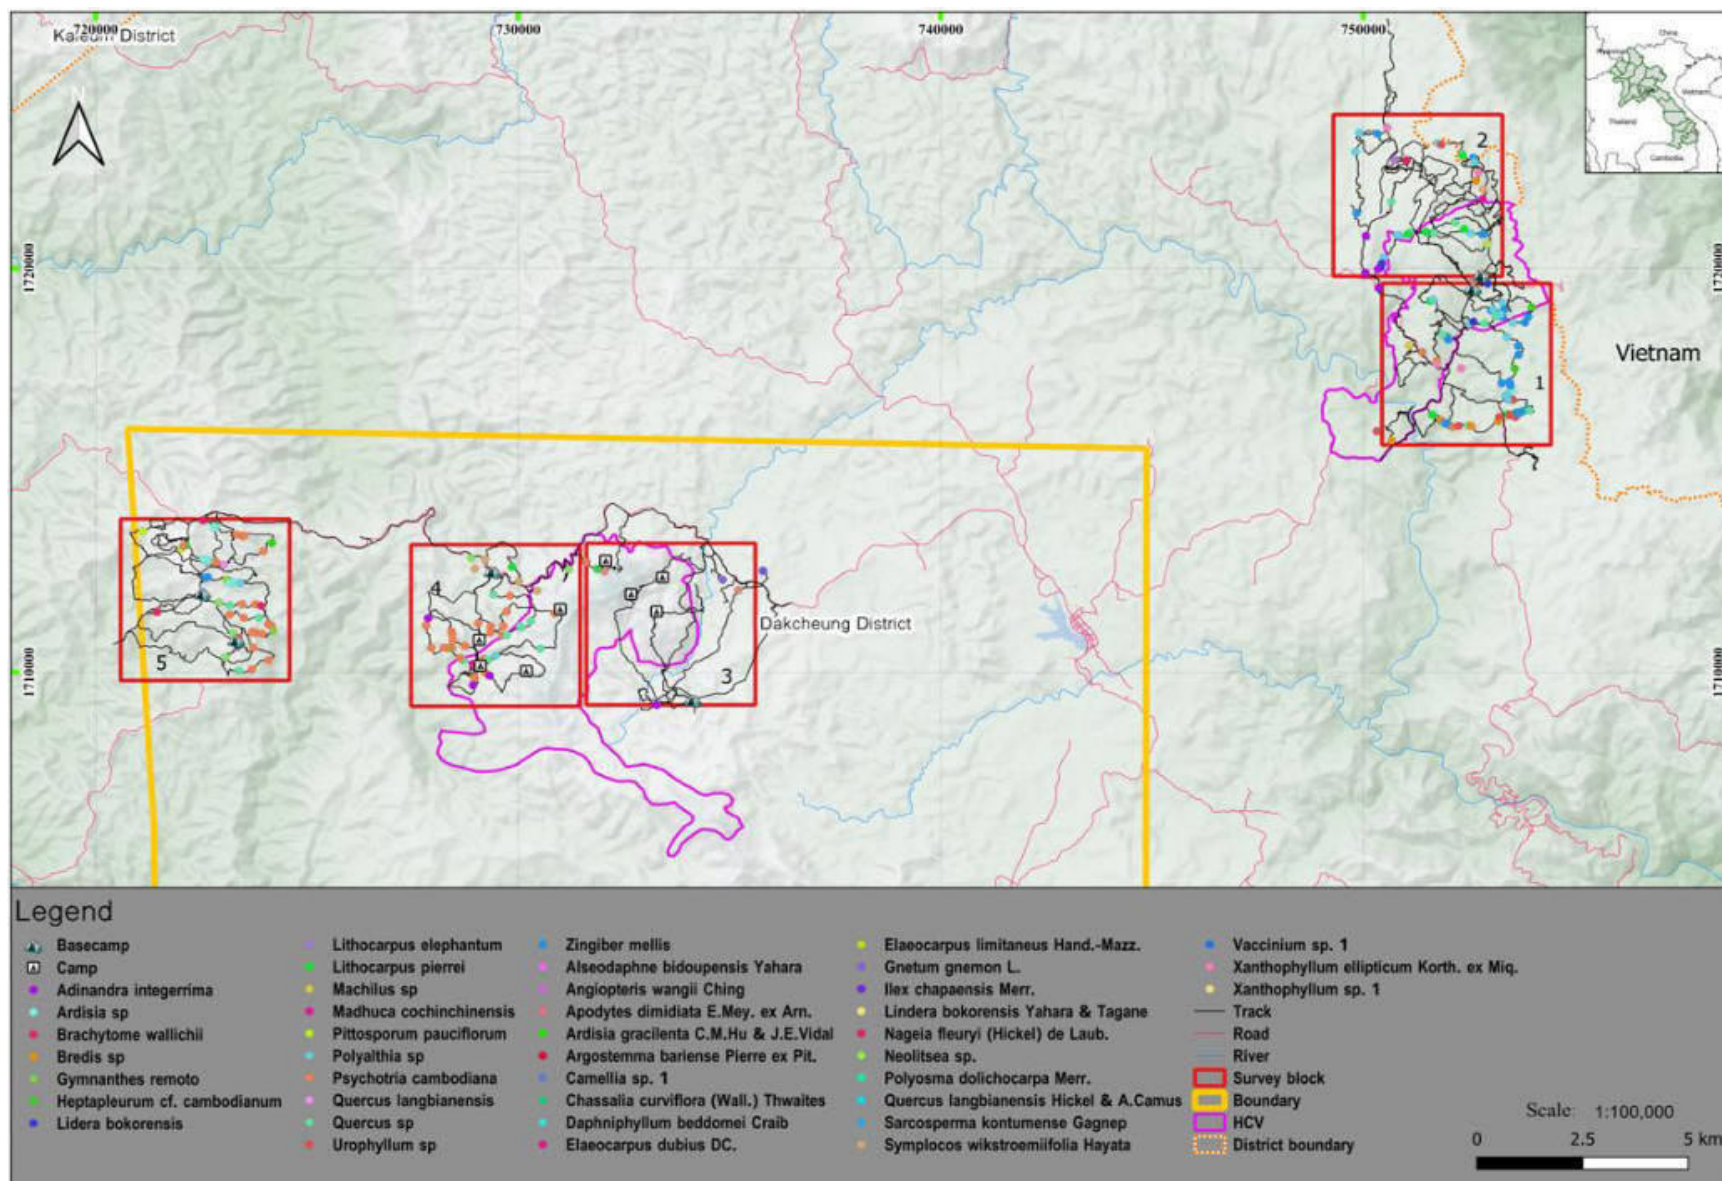 720000
730000
740000
750000
Kaleum District
N
China
Myanmar
Vietnam
Thailand
Cambodia
2
1720000
1720000
Vietnam
1
4
5
3
Dakcheung District
1710000
1710000
Legend
Basecamp
Camp
Adinandra integerrima
Ardisia sp
Brachytome wallichii
Bredis sp
Gymnanthes remoto
Heptapleurum cf. cambodianum
Lidera bokorensis
Lithocarpus elephantum
Lithocarpus pierrei
Machilus sp
Madhuca cochinchinensis
Pittosporum pauciflorum
Polyalthia sp
Psychotria cambodiana
Quercus langbianensis
Quercus sp
Urophyllum sp
Zingiber mellis
Alseodaphne bidoupensis Yahara
Angiopteris wangii Ching
Apodytes dimidiata E.Mey. ex Arn.
Ardisia gracilenta C.M.Hu & J.E.Vidal
Argostemma bariense Pierre ex Pit.
Camellia sp. 1
Chassalia curviflora (Wall.) Thwaites
Daphniphyllum beddomei Craib
Elaeocarpus dubius DC.
Elaeocarpus limitaneus Hand.-Mazz.
Gnetum gnemon L.
Ilex chapaensis Merr.
Lindera bokorensis Yahara & Tagane
Nageia fleuryi (Hickel) de Laub.
Neolitsea sp.
Polyosma dolichocarpa Merr.
Quercus langbianensis Hickel & A.Camus
Sarcosperma kontumense Gagnep
Symplocos wikstroemiifolia Hayata
Vaccinium sp. 1
Xanthophyllum ellipticum Korth. ex Miq.
Xanthophyllum sp. 1
Track
Road
River
Survey block
Boundary
HCV
District boundary
Scale: 1:100,000
0 2.5 5 km